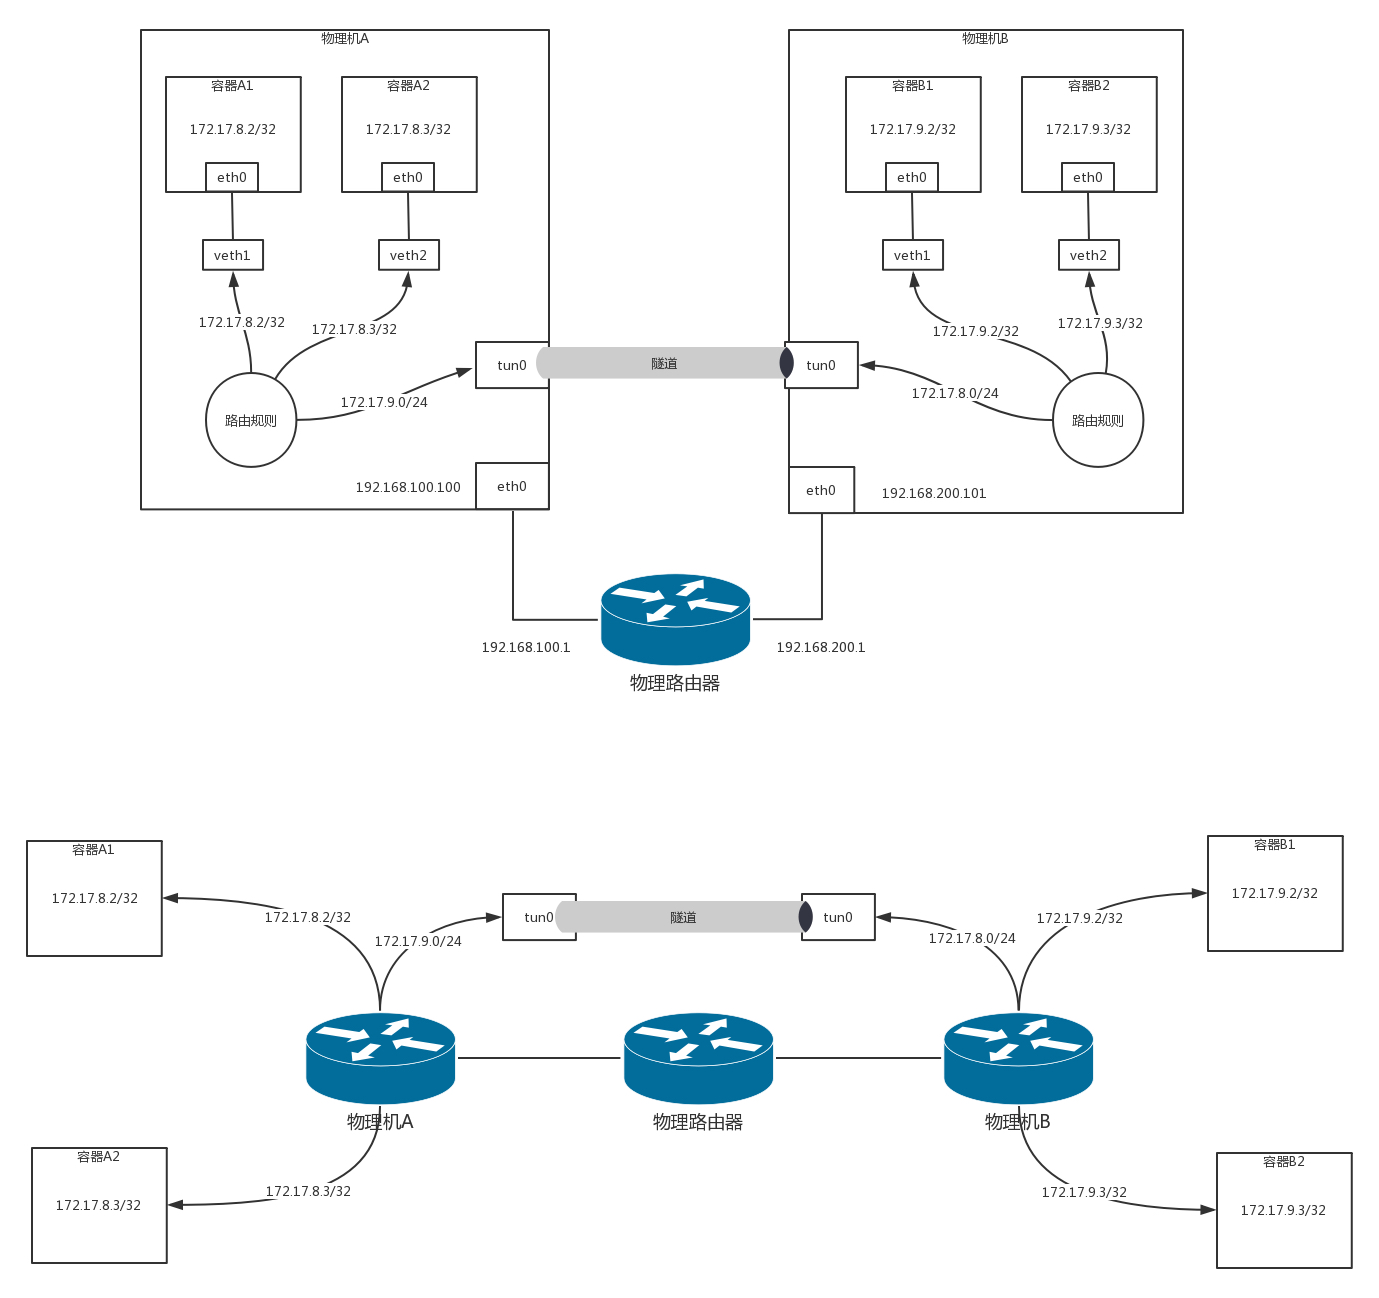 物理机A
物理机B
容器A1
容器A2
容器B1
容器B2
172.17.8.2/32
172.17.8.3/32
172.17.9.2/32
172.17.9.3/32
eth0
eth0
eth0
eth0
veth1
veth2
veth1
veth2
172.17.8.2/32
172.17.8.3/32
172.17.9.2/32
172.17.9.3/32
tun0
隧道
tun0
172.17.9.0/24
172.17.8.0/24
路由规则
路由规则
192.168.100.100
eth0
eth0
192.168.200.101
192.168.100.1
192.168.200.1
物理路由器
容器A1
容器B1
172.17.8.2/32
172.17.9.2/32
172.17.8.2/32
tun0
隧道
tun0
172.17.9.2/32
172.17.9.0/24
172.17.8.0/24
物理机A
物理路由器
物理机B
容器A2
容器B2
172.17.8.3/32
172.17.9.3/32
172.17.8.3/32
172.17.9.3/32